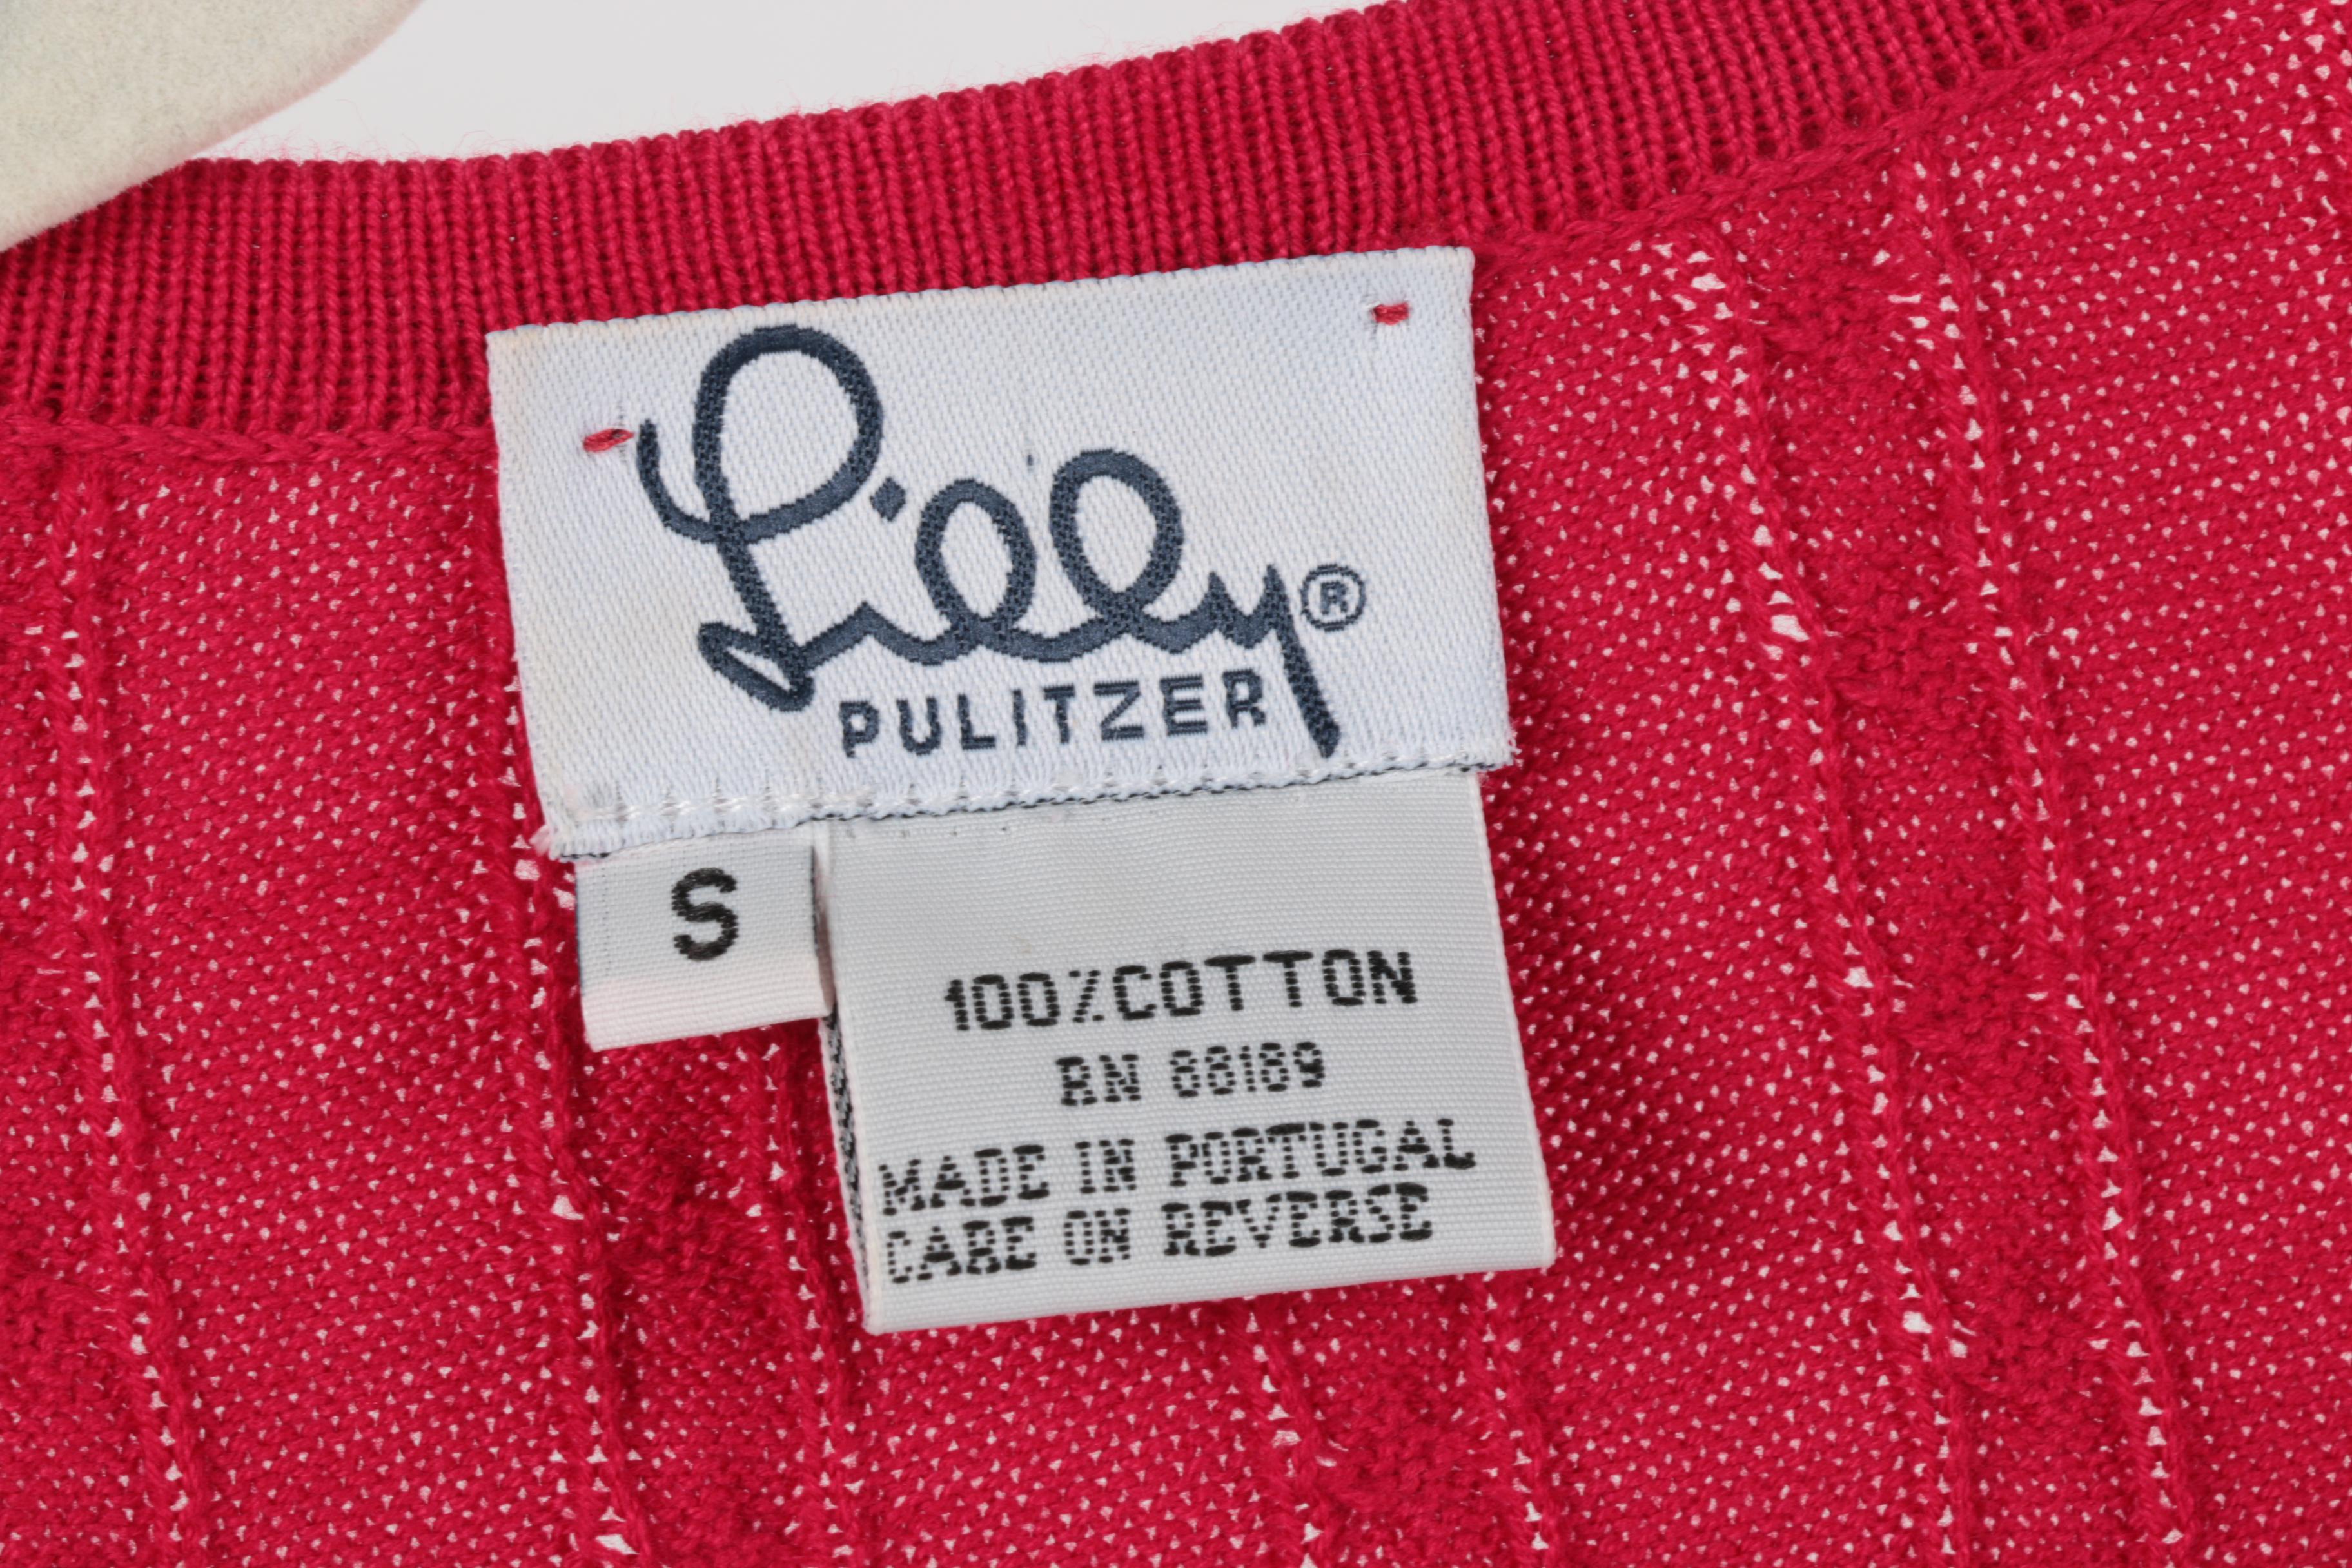 Lilly®
PULITZER
S
100%COTTON
RN 88189
MADE IN PORTUGAL
CARE ON REVERSE